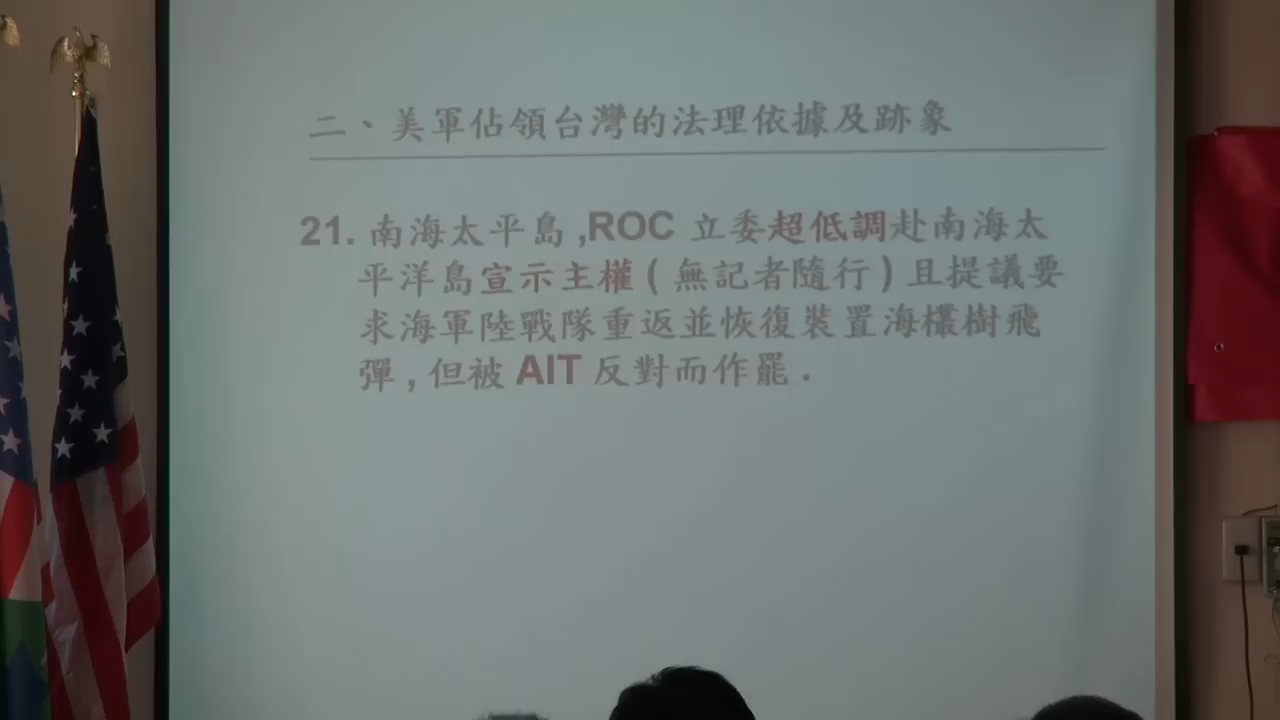 二、美軍佔領台灣的法理依據及跡象
21. 南海太平島,ROC 立委超低調赴南海太
平洋島宣示主權(無記者隨行)且提議要
求海軍陸戰隊重返並恢復裝置海欉樹飛
彈,但被 AIT 反對而作罷.